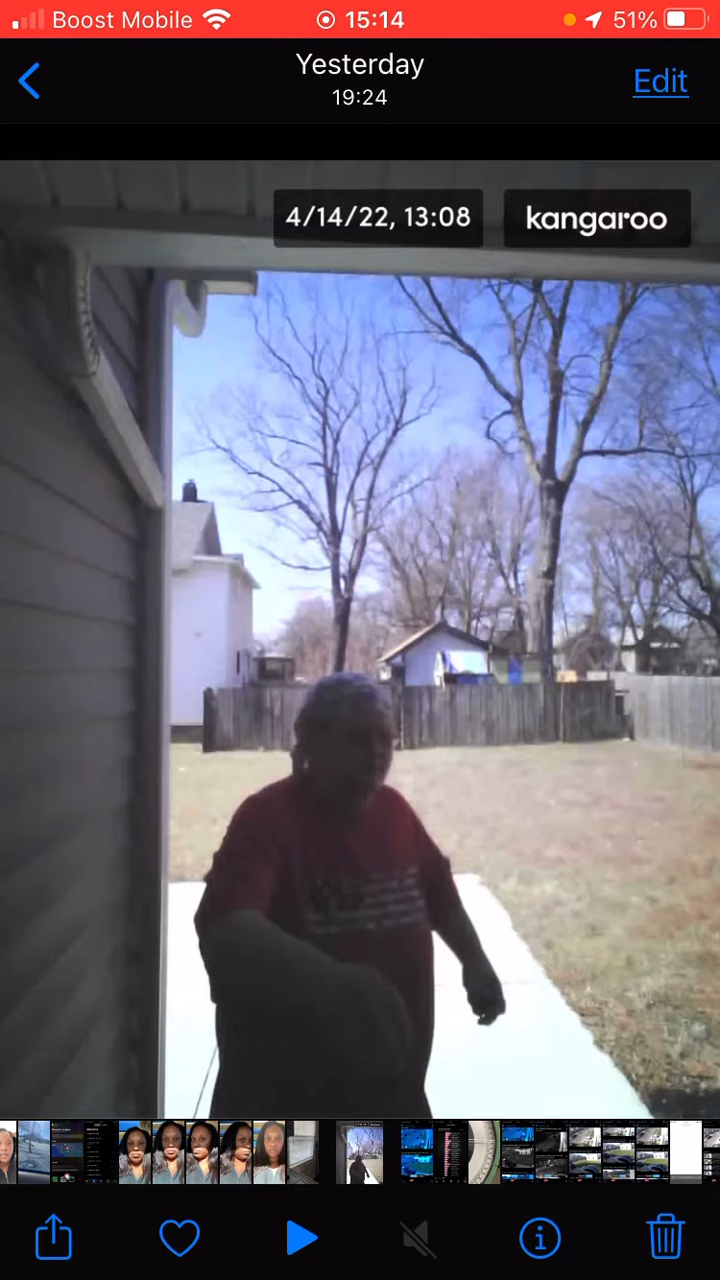 Boost Mobile 15:14 51%
Yesterday
19:24
Edit
4/14/22, 13:08 kangaroo